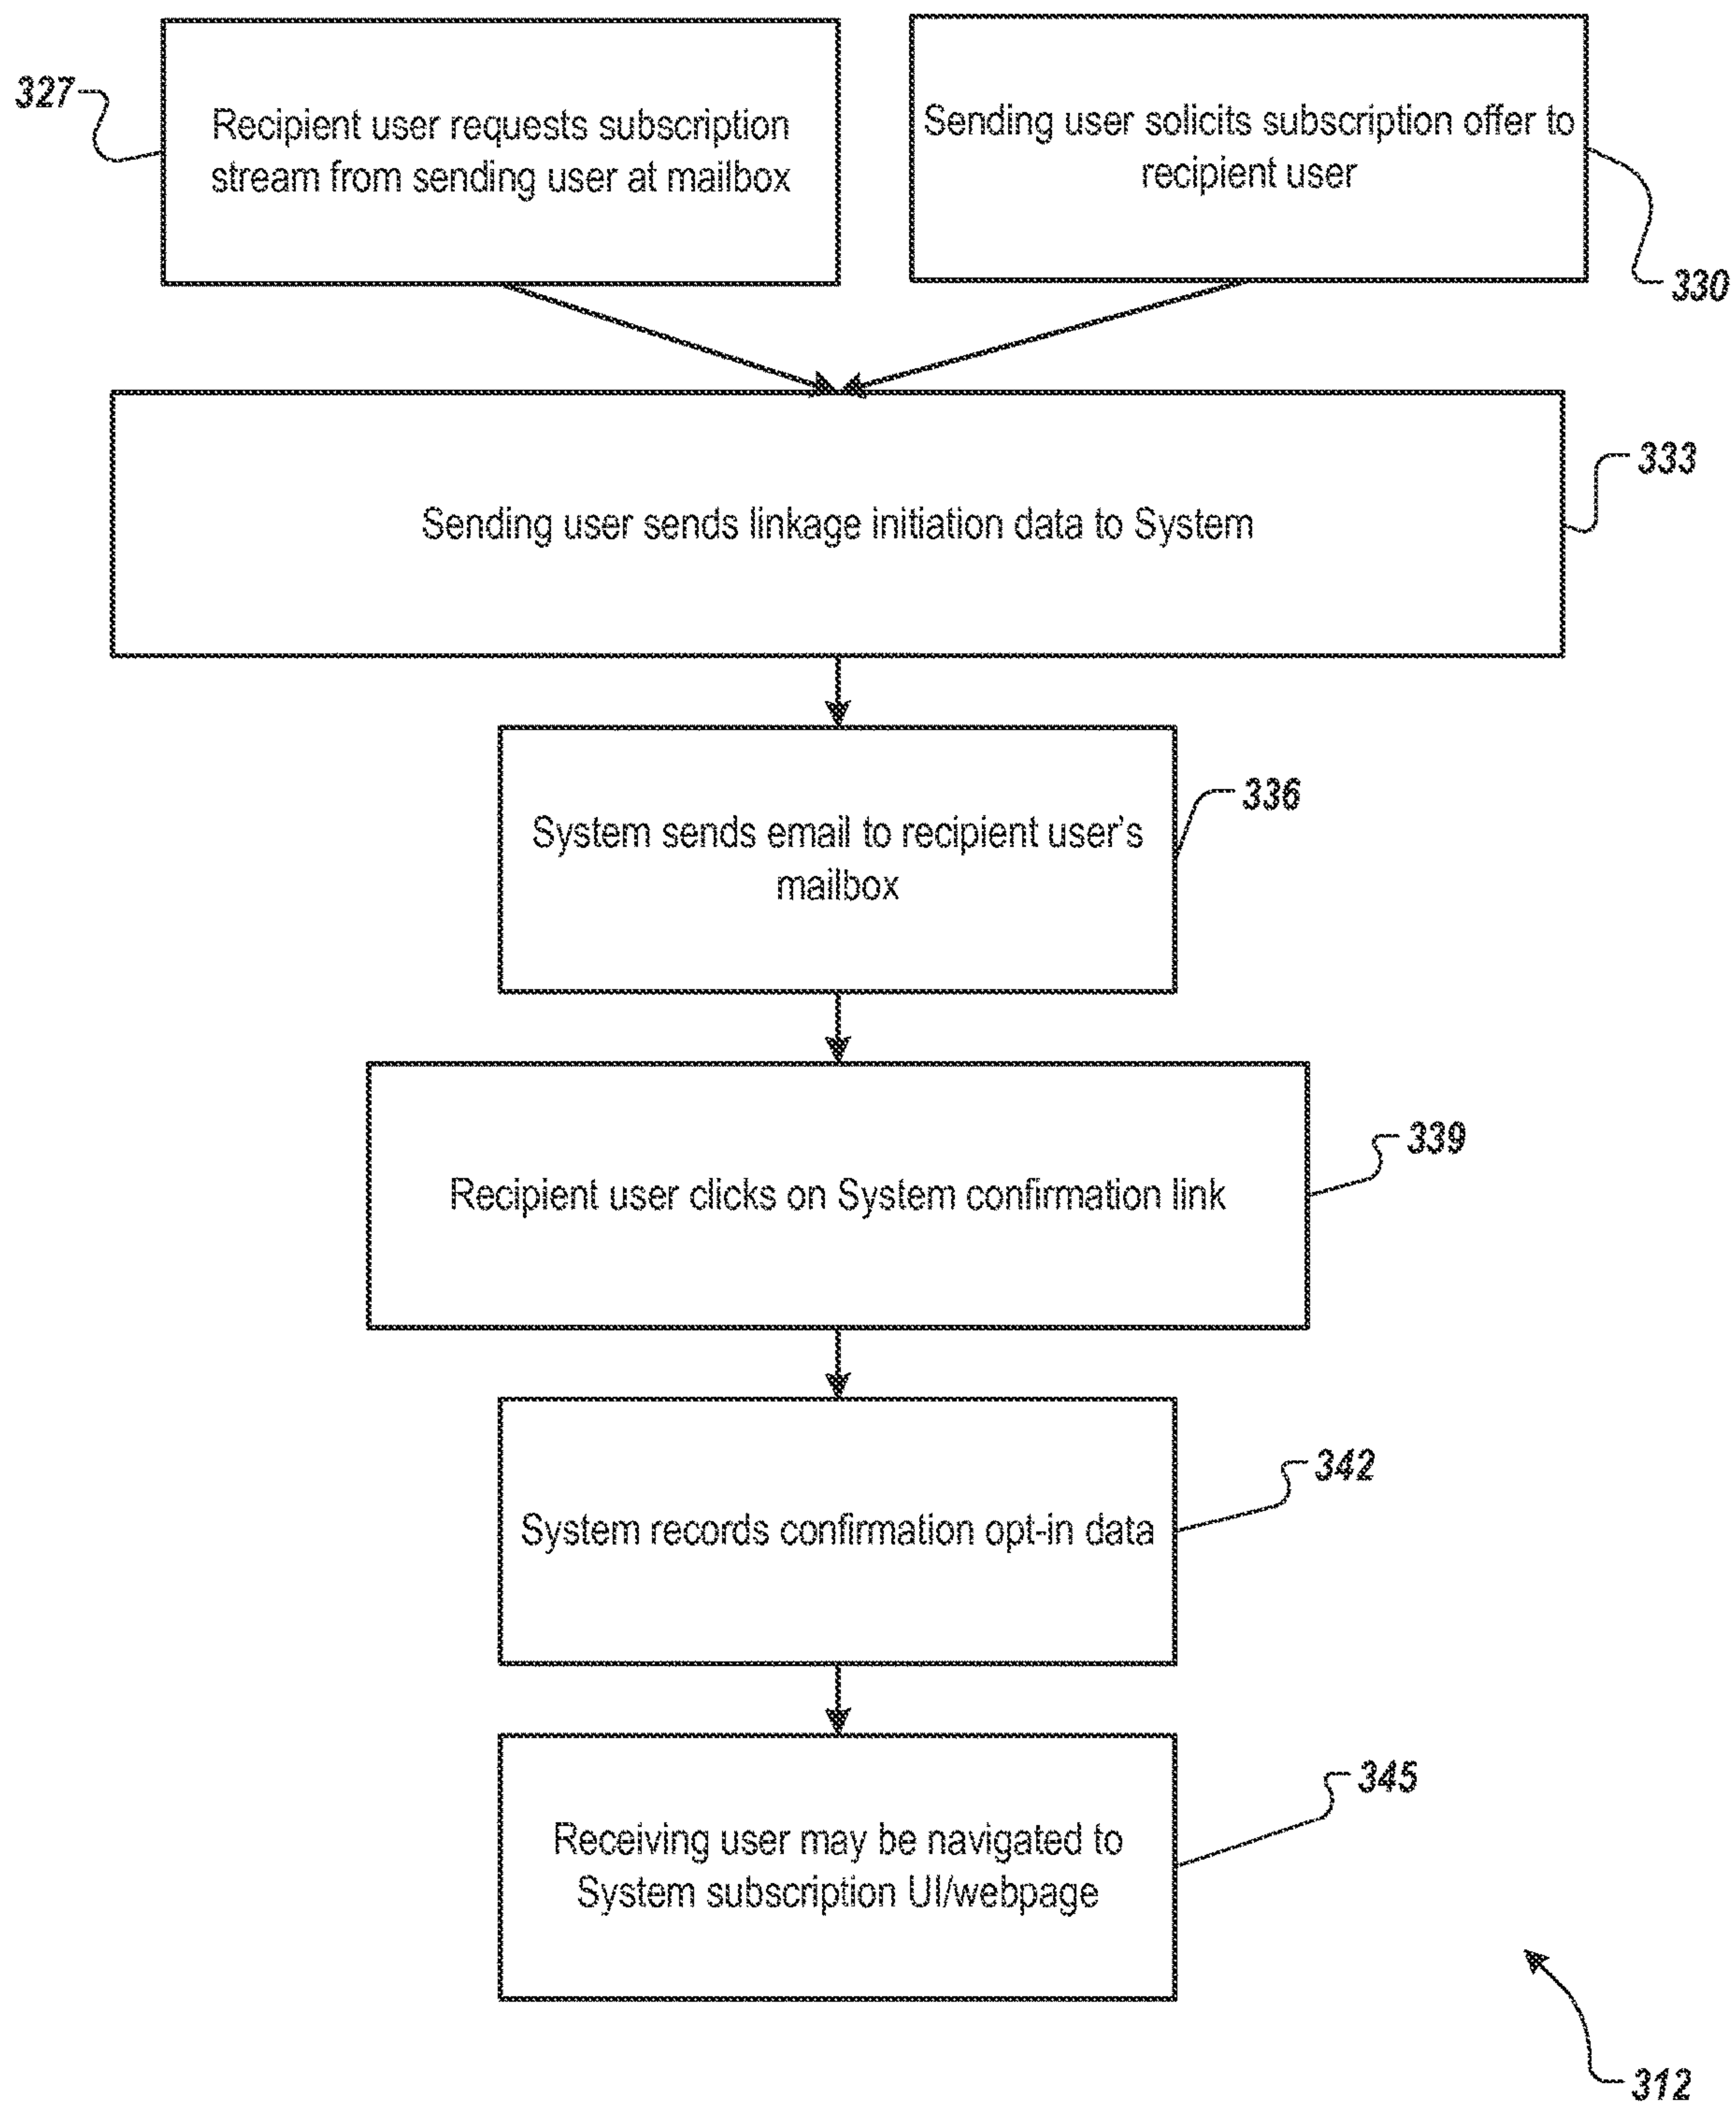 327
Recipient user requests subscription
stream from sending user at mailbox
Sending user solicits subscription offer to
recipient user
330
333
Sending user sends linkage initiation data to System
336
System sends email to recipient user's
mailbox
339
Recipient user clicks on System confirmation link
342
System records confirmation opt-in data
345
Receiving user may be navigated to
System subscription UI/webpage
312